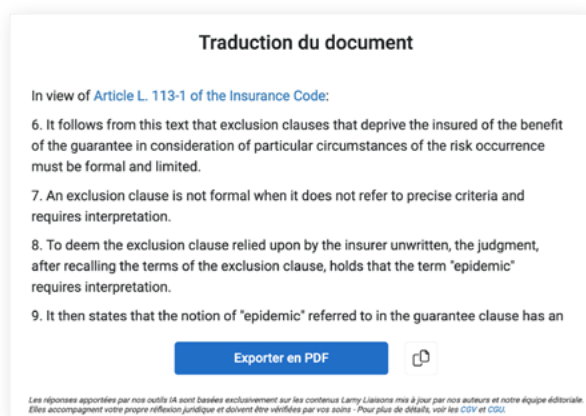 Traduction du document
In view of Article L. 113-1 of the Insurance Code:
6. It follows from this text that exclusion clauses that deprive the insured of the benefit
of the guarantee in consideration of particular circumstances of the risk occurrence
must be formal and limited.
7. An exclusion clause is not formal when it does not refer to precise criteria and
requires interpretation.
8. To deem the exclusion clause relied upon by the insurer unwritten, the judgment,
after recalling the terms of the exclusion clause, holds that the term "epidemic"
requires interpretation.
9. It then states that the notion of "epidemic" referred to in the guarantee clause has an
Exporter en PDF
Les réponses apportées par nos outils IA sont basées exclusivement sur les contenus Lamy Liaisons mis à jour par nos auteurs et notre équipe éditoriale
Elles accompagnent votre propre réflexion juridique et doivent être vérifiées par vos soins - Pour plus de détails, voir les CGV et CGU.